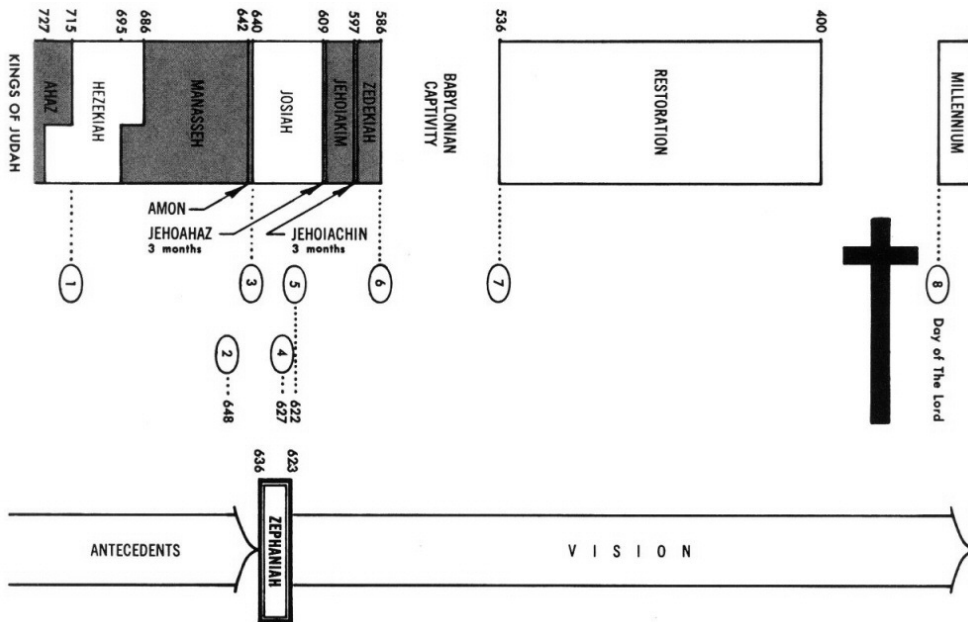 727
715
695
686
642
640
609
597
586
536
400
KINGS OF JUDAH
AHAZ
HEZEKIAH
MANASSEH
JOSIAH
JEHOIAKIM
ZEDEKIAH
BABYLONIAN
CAPTIVITY
RESTORATION
MILLENNIUM
AMON
JEHOAHAZ
3 months
JEHOIACHIN
3 months
1
3
5
6
7
8
Day of The Lord
2
4
648
627
622
636
623
ANTECEDENTS
ZEPHANIAH
VISION